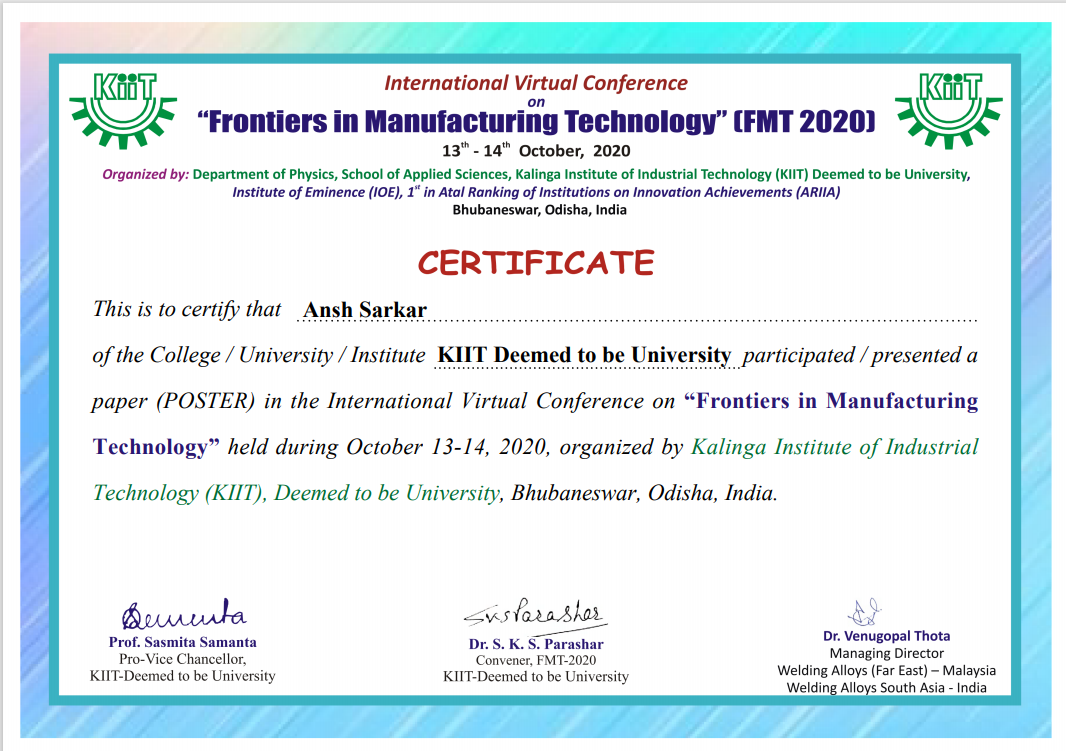 KiiT
KiiT
International Virtual Conference
on
“Frontiers in Manufacturing Technology” (FMT 2020)
13th - 14th October, 2020
Organized by: Department of Physics, School of Applied Sciences, Kalinga Institute of Industrial Technology (KIIT) Deemed to be University,
Institute of Eminence (IOE), 1st in Atal Ranking of Institutions on Innovation Achievements (ARIIA)
Bhubaneswar, Odisha, India
CERTIFICATE
This is to certify that Ansh Sarkar
of the College / University / Institute KIIT Deemed to be University participated / presented a
paper (POSTER) in the International Virtual Conference on “Frontiers in Manufacturing
Technology” held during October 13-14, 2020, organized by Kalinga Institute of Industrial
Technology (KIIT), Deemed to be University, Bhubaneswar, Odisha, India.
SKSParashar
Prof. Sasmita Samanta
Pro-Vice Chancellor,
KIIT-Deemed to be University
Dr. S. K. S. Parashar
Convener, FMT-2020
KIIT-Deemed to be University
Dr. Venugopal Thota
Managing Director
Welding Alloys (Far East) – Malaysia
Welding Alloys South Asia - India